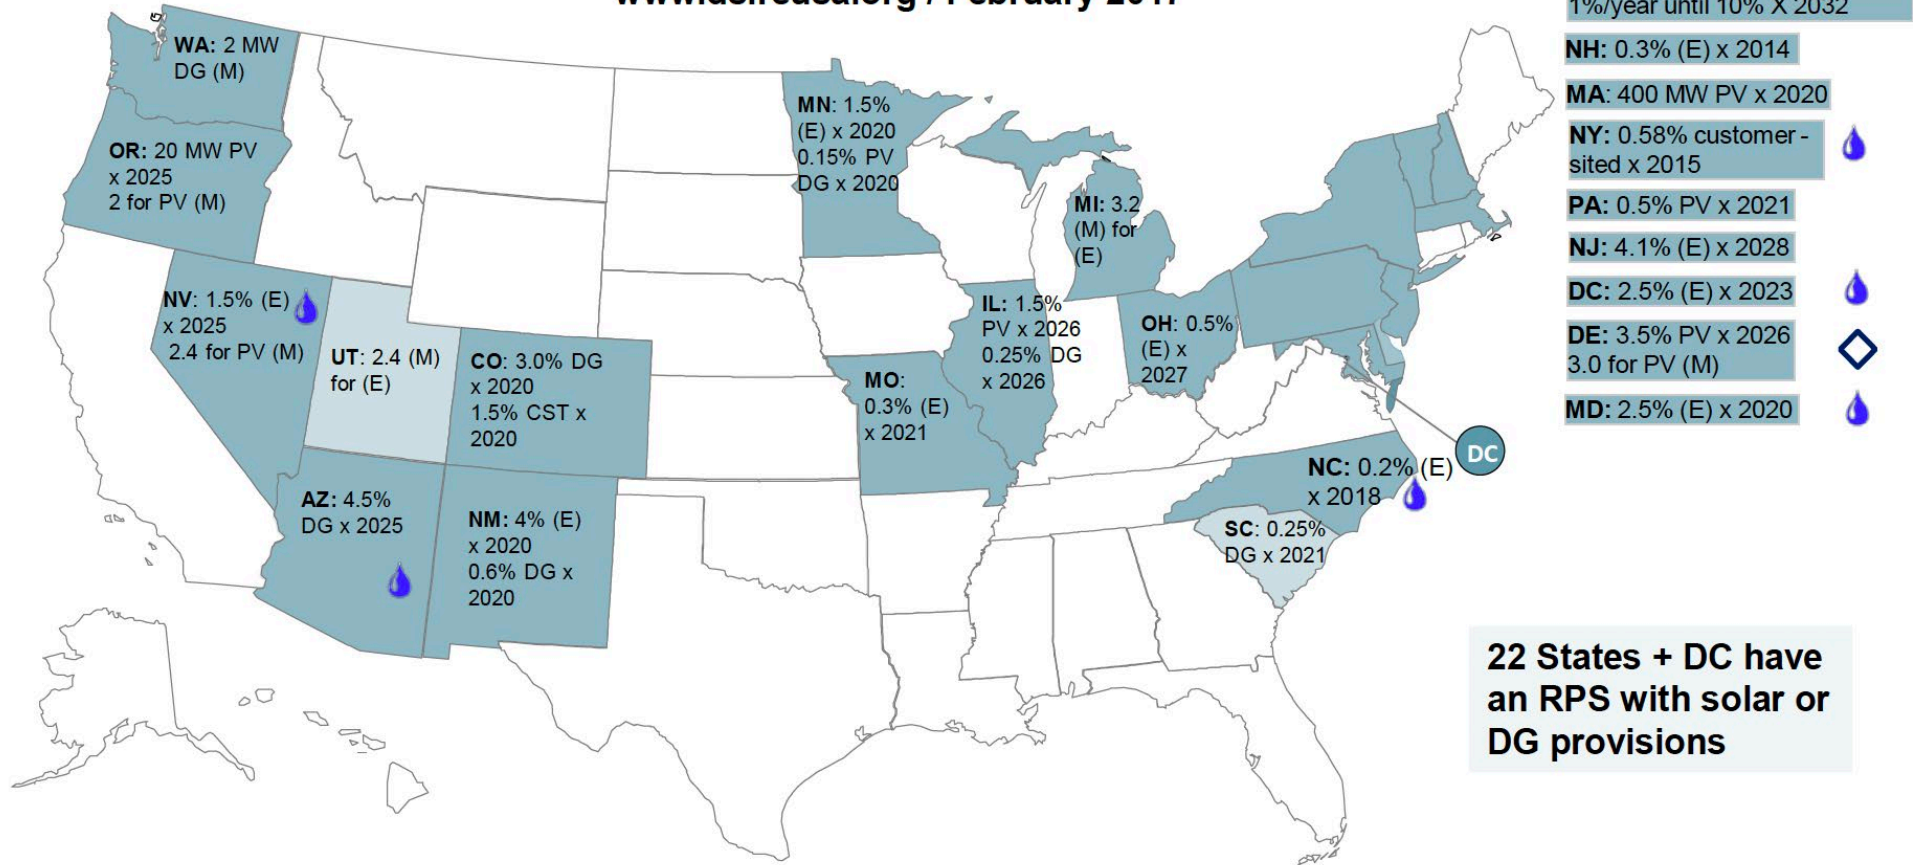 www.dsireusa.org / February 2017
1%/year until 10% X 2032
WA: 2 MW
DG (M)
OR: 20 MW PV
x 2025
2 for PV (M)
NV: 1.5% (E)
x 2025
2.4 for PV (M)
UT: 2.4 (M)
for (E)
CO: 3.0% DG
x 2020
1.5% CST x
2020
AZ: 4.5%
DG x 2025
NM: 4% (E)
x 2020
0.6% DG x
2020
MN: 1.5%
(E) x 2020
0.15% PV
DG x 2020
MO:
0.3% (E)
x 2021
IL: 1.5%
PV x 2026
0.25% DG
x 2026
MI: 3.2
(M) for
(E)
OH: 0.5%
(E) x
2027
NC: 0.2% (E)
x 2018
SC: 0.25%
DG x 2021
DC
NH: 0.3% (E) x 2014
MA: 400 MW PV x 2020
NY: 0.58% customer -
sited x 2015
PA: 0.5% PV x 2021
NJ: 4.1% (E) x 2028
DC: 2.5% (E) x 2023
DE: 3.5% PV x 2026
3.0 for PV (M)
MD: 2.5% (E) x 2020
22 States + DC have
an RPS with solar or
DG provisions